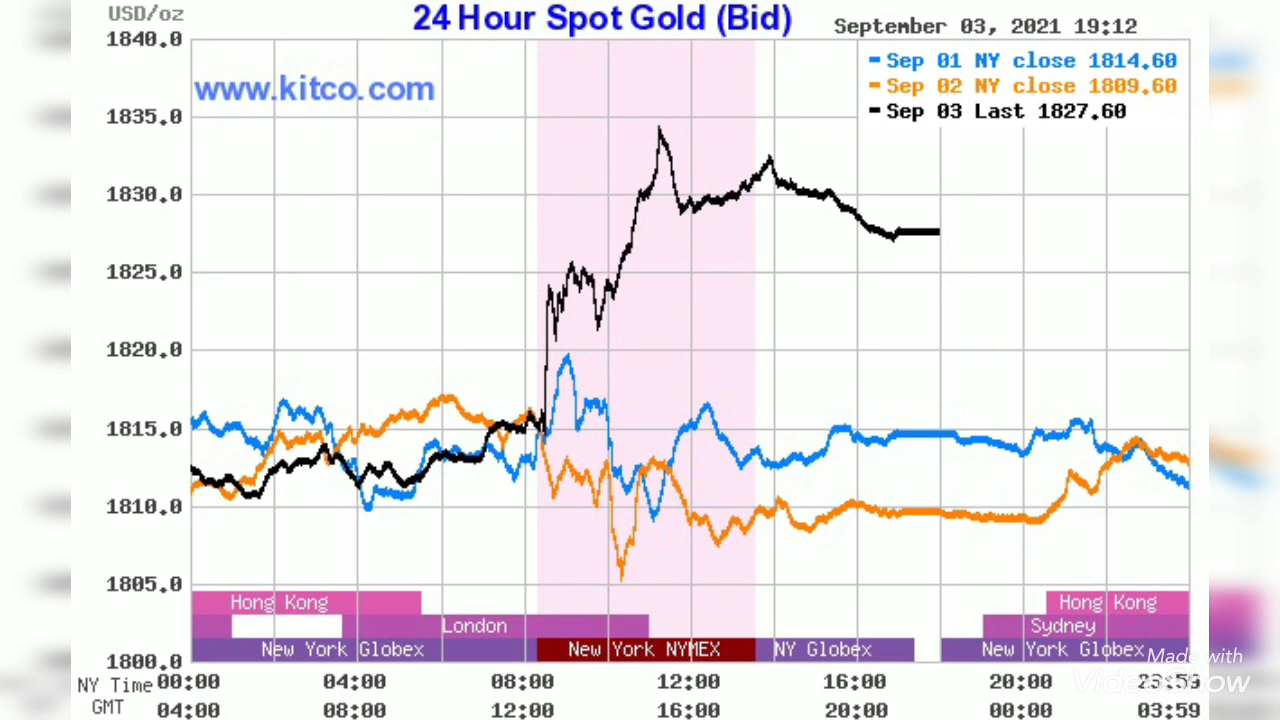 USD/oz
24 Hour Spot Gold (Bid)
September 03, 2021 19:12
www.kitco.com
Sep 01 NY close 1814.60
Sep 02 NY close 1809.60
Sep 03 Last 1827.60
1840.0
1835.0
1830.0
1825.0
1820.0
1815.0
1810.0
1805.0
1800.0
Hong Kong
Hong Kong
London
Sydney
New York Globex
New York NYMEX
NY Globex
New York Globex
Made with
VideoShow
NY Time 00:00 04:00 08:00 12:00 16:00 20:00 23:59
GMT 04:00 08:00 12:00 16:00 20:00 00:00 03:59